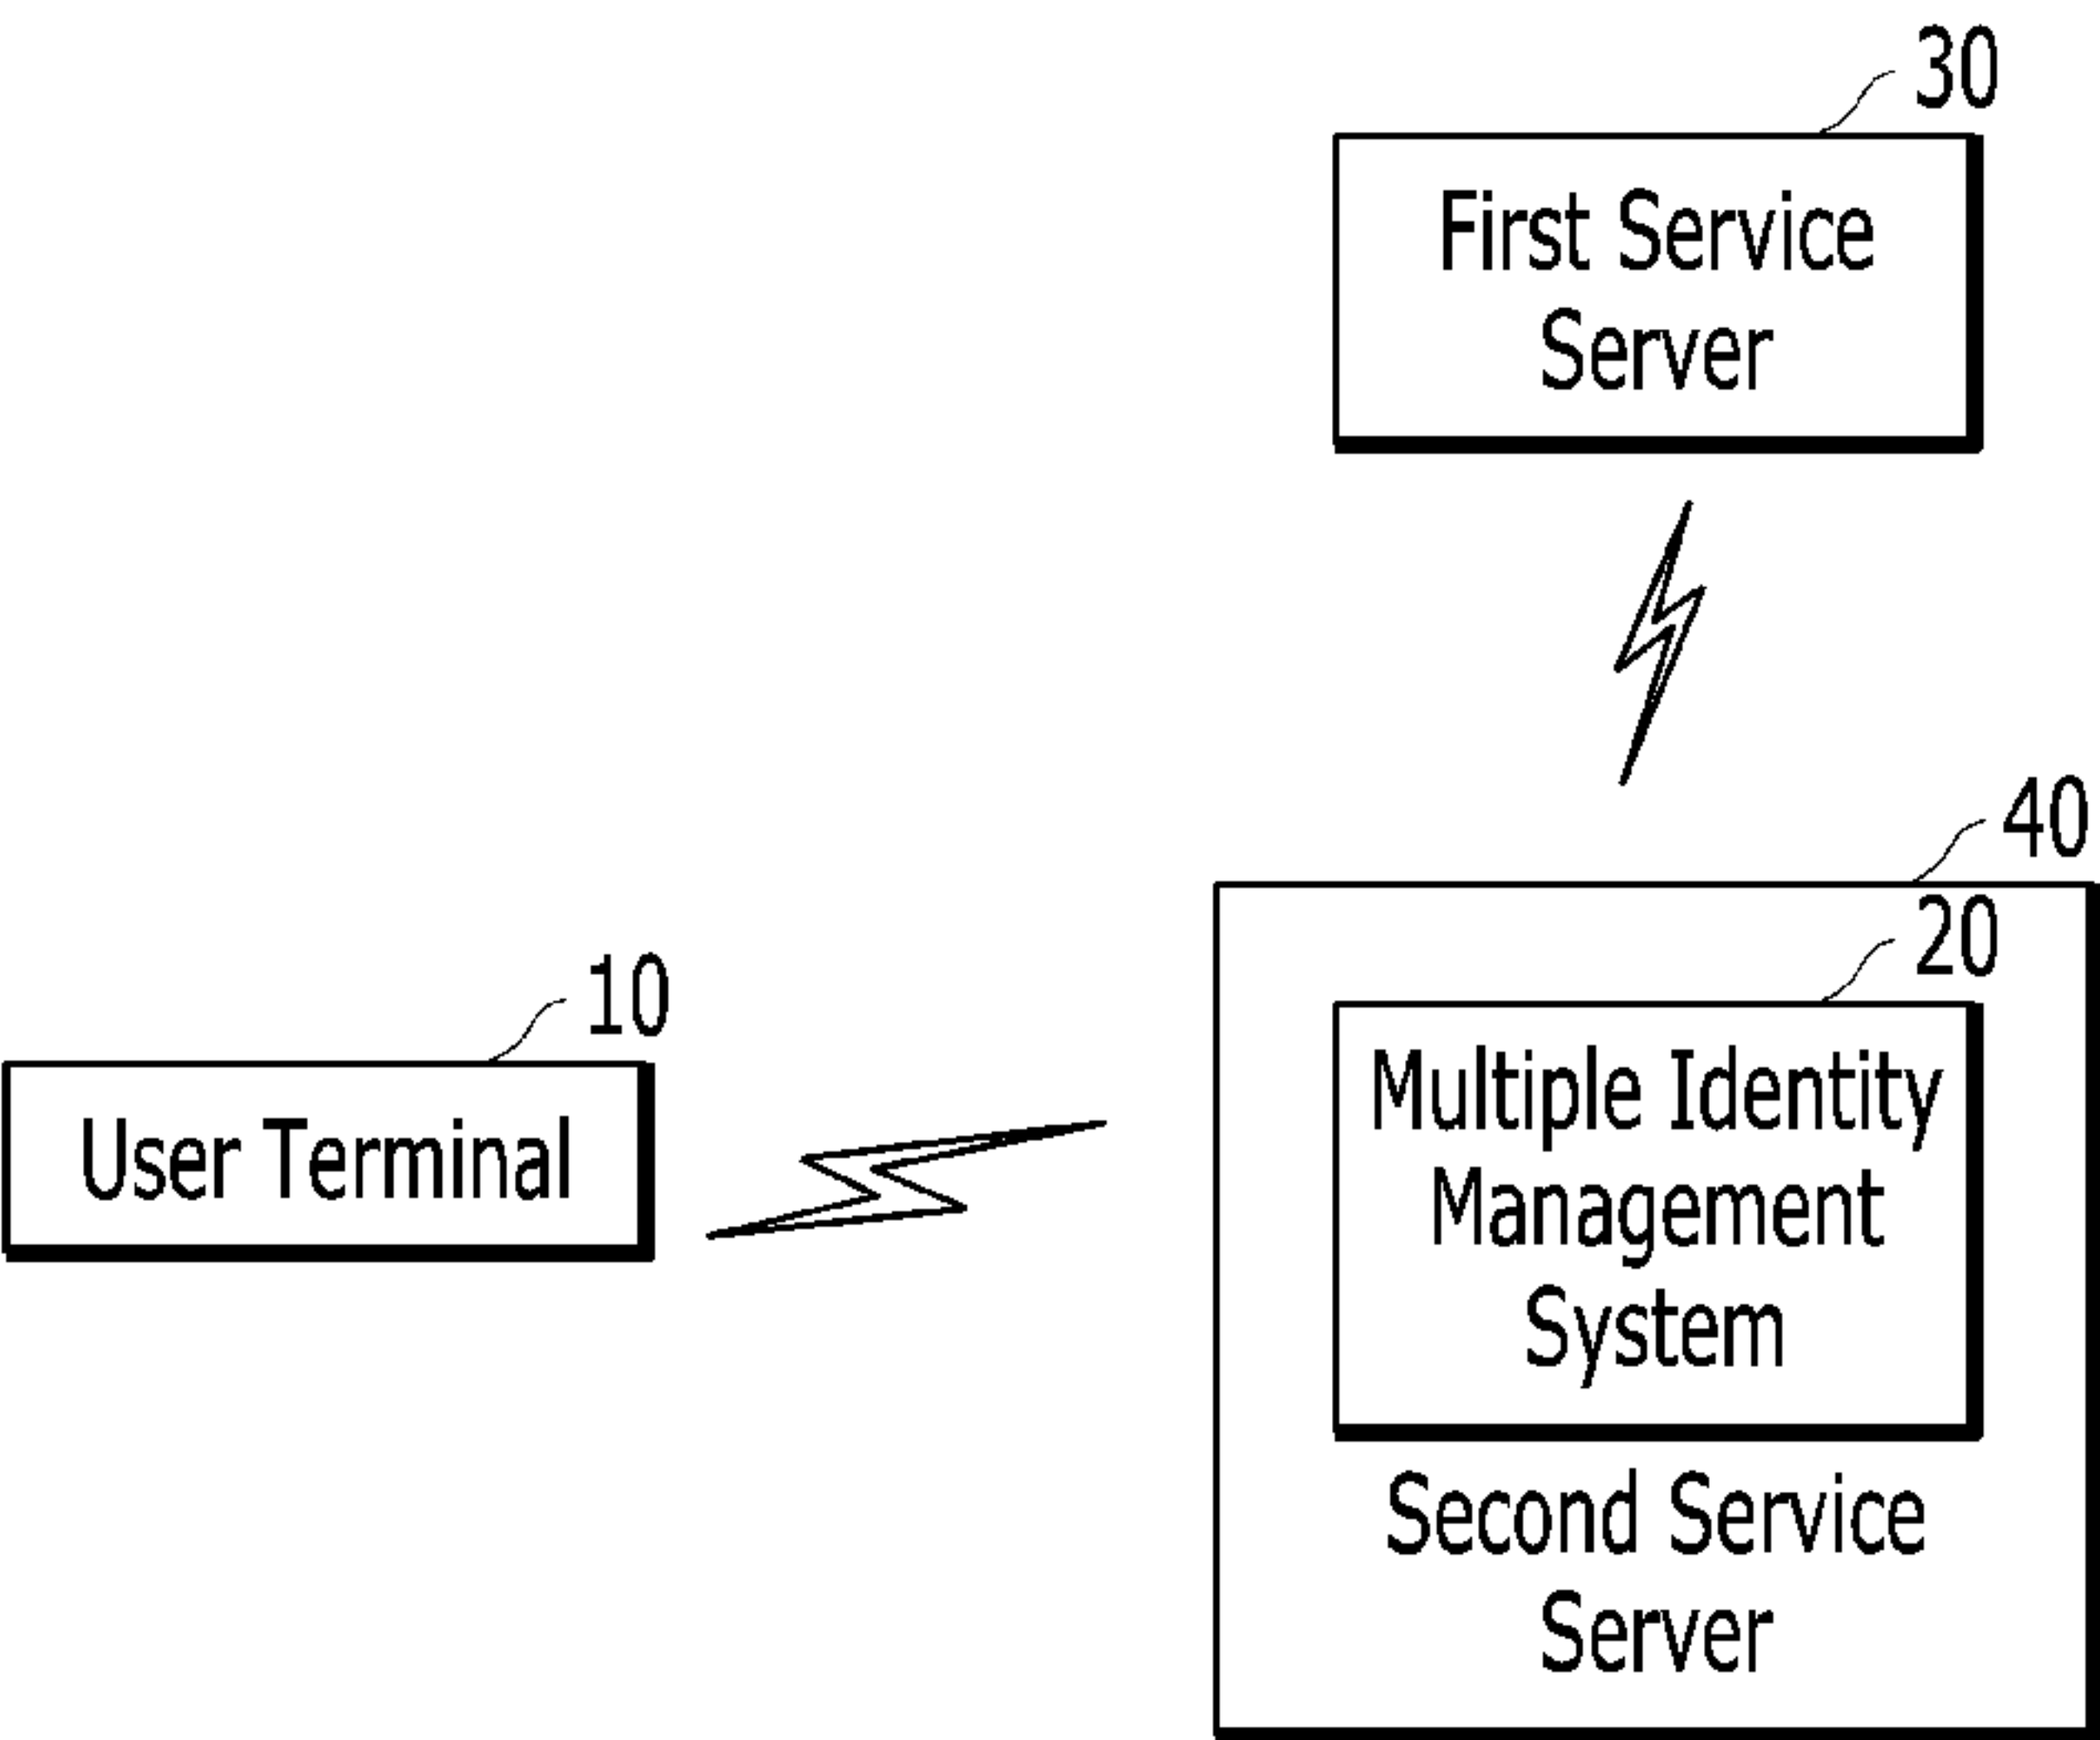 30
First Service
Server
40
20
10
User Terminal
Multiple Identity
Management
System
Second Service
Server